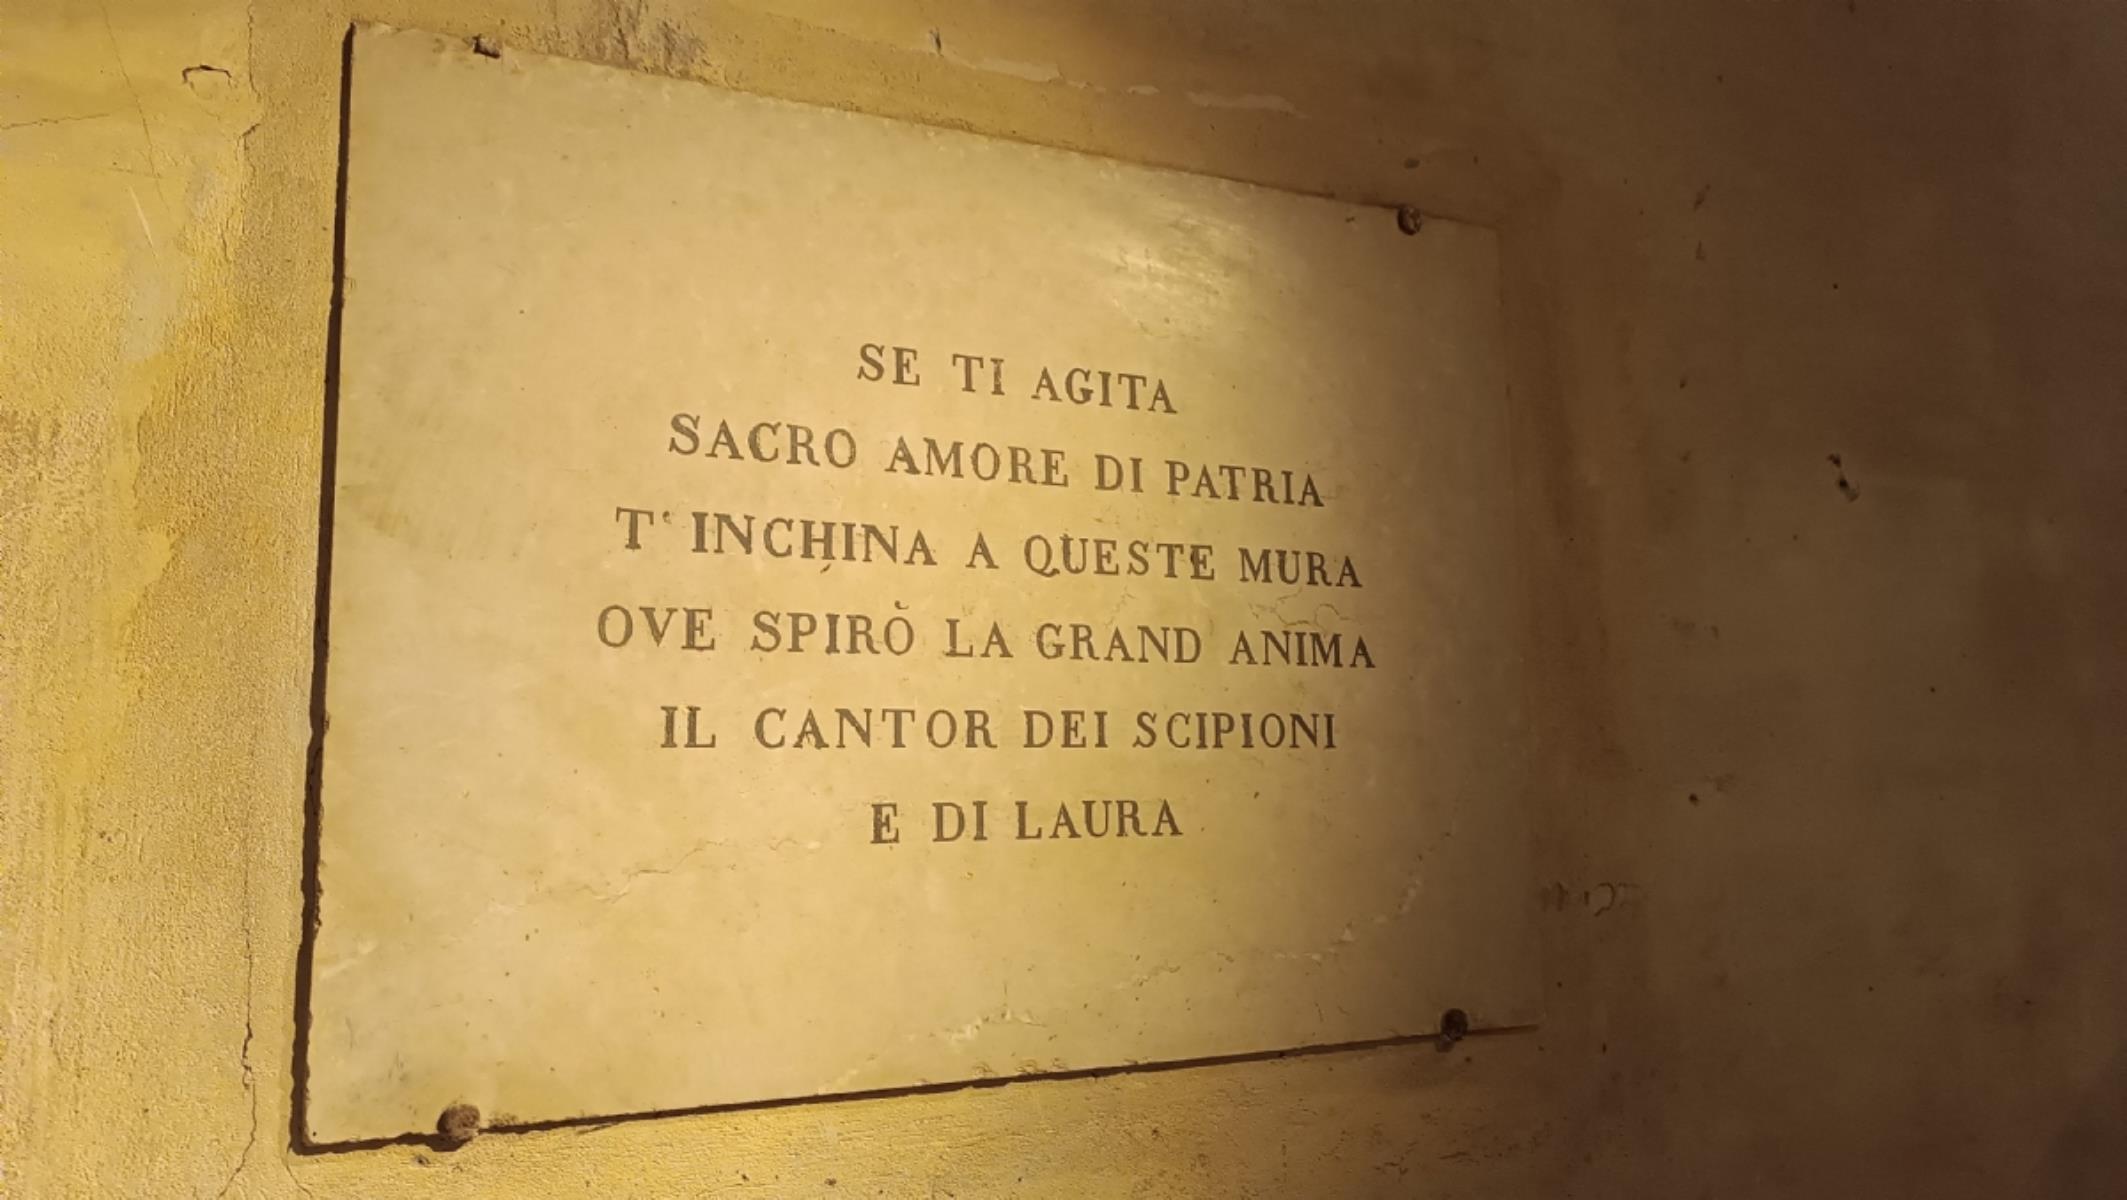 SE TI AGITA
SACRO AMORE DI PATRIA
T' INCHINA A QUESTE MURA
OVE SPIRÒ LA GRAND ANIMA
IL CANTOR DEI SCIPIONI
E DI LAURA